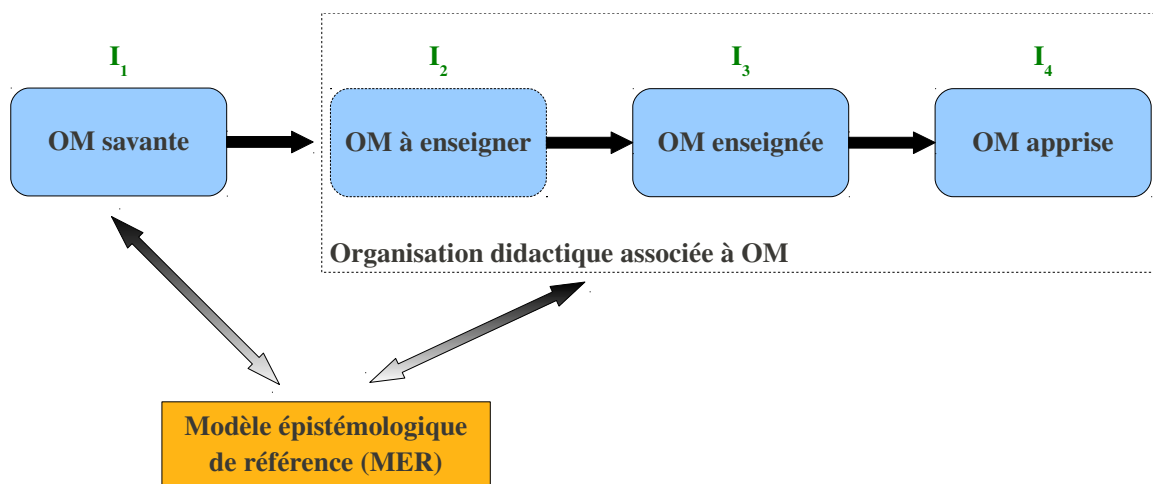 I₁
I₂
I₃
I₄
OM savante
OM à enseigner
OM enseignée
OM apprise
Organisation didactique associée à OM
Modèle épistémologique
de référence (MER)